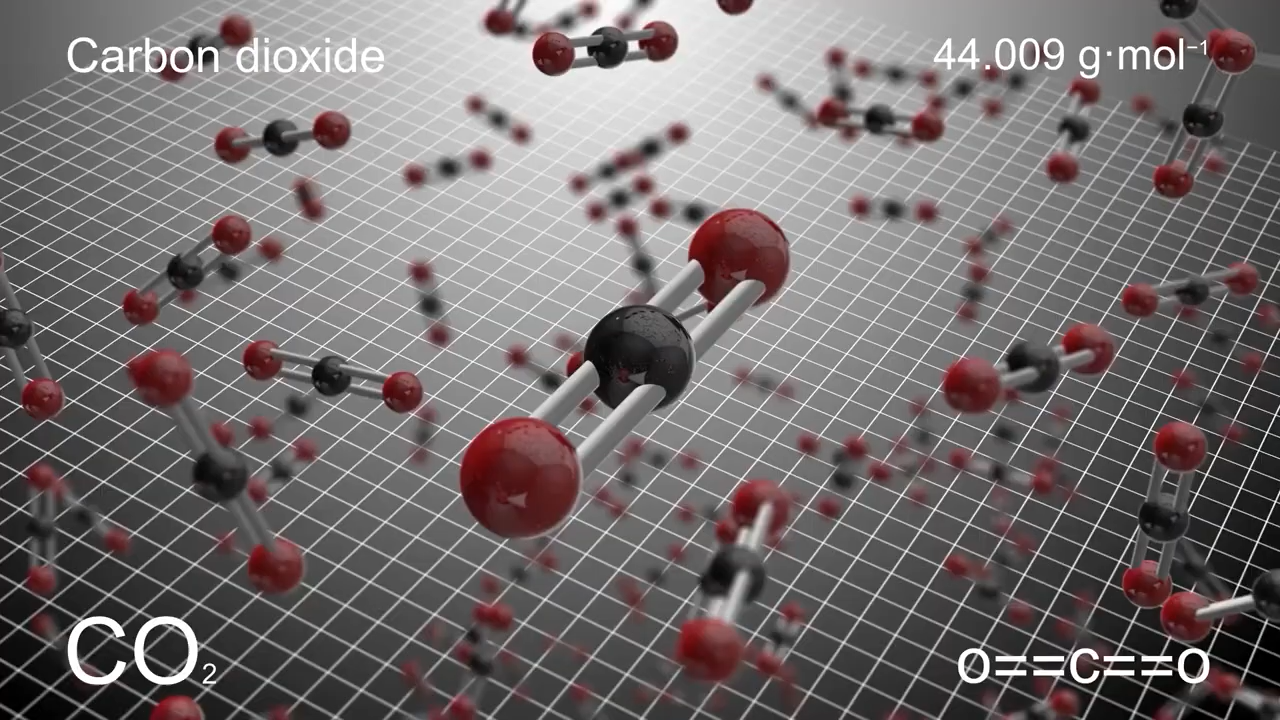 Carbon dioxide
44.009 g·mol⁻¹
CO₂
O==C==O